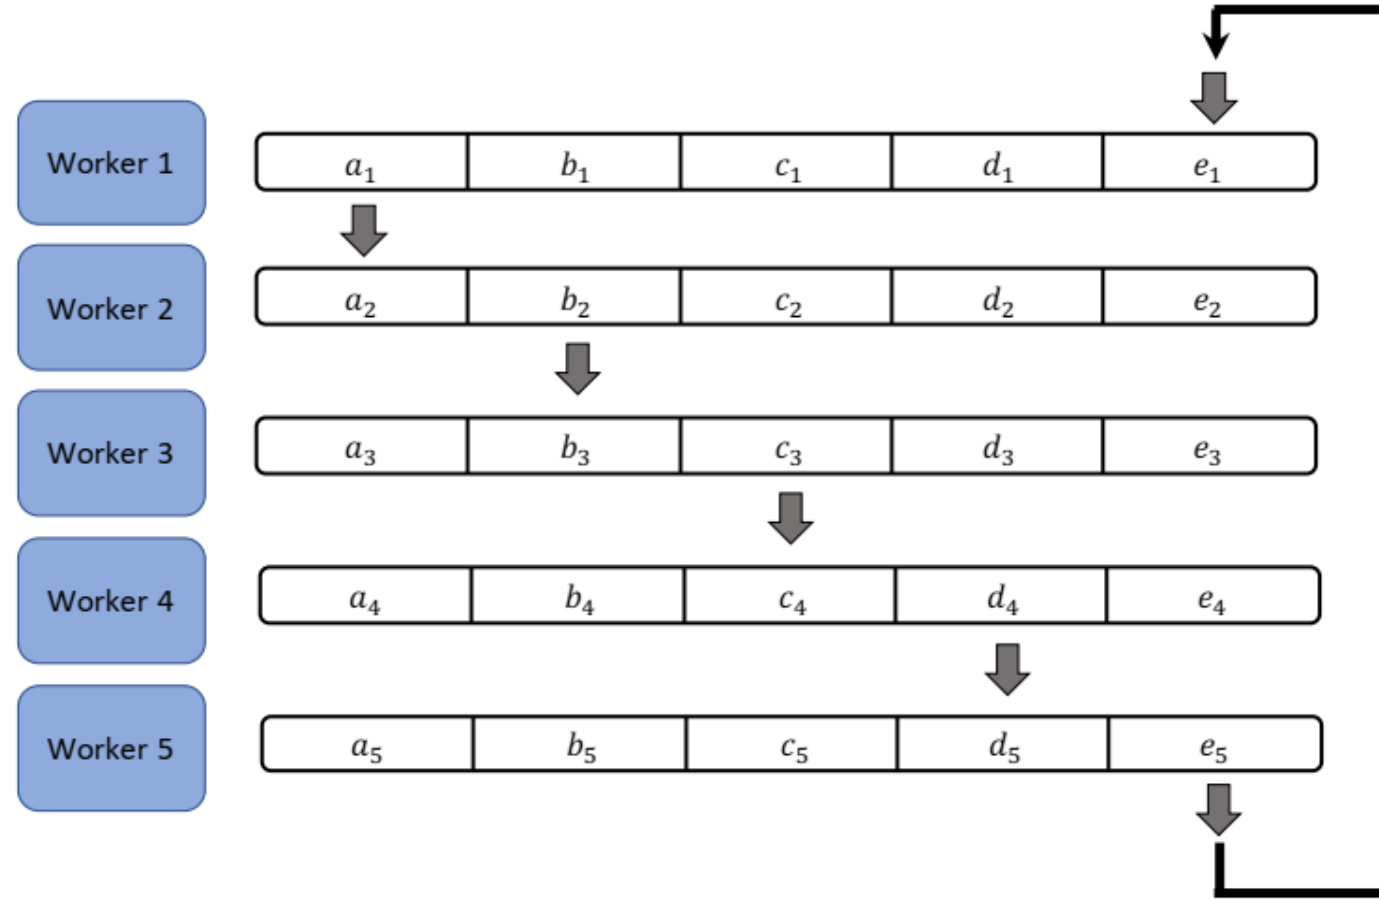 Worker 1 a₁ b₁ c₁ d₁ e₁
Worker 2 a₂ b₂ c₂ d₂ e₂
Worker 3 a₃ b₃ c₃ d₃ e₃
Worker 4 a₄ b₄ c₄ d₄ e₄
Worker 5 a₅ b₅ c₅ d₅ e₅